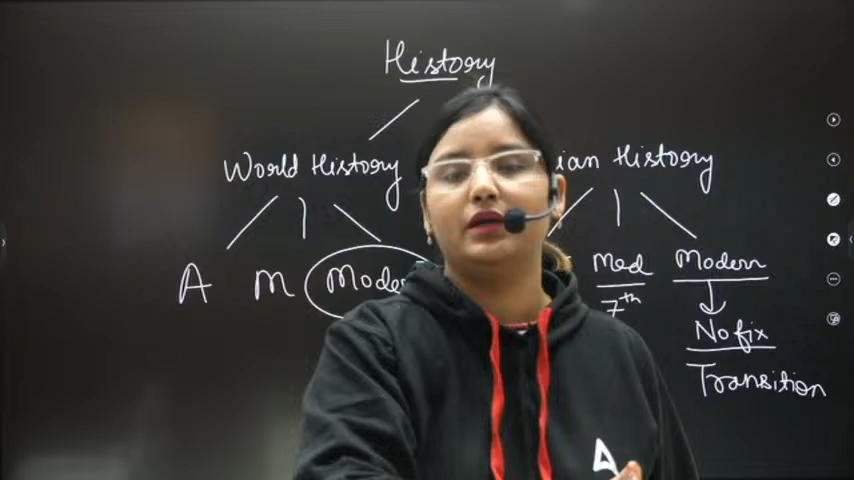 History
World History ian History
A M Mode Med Modern
7th
No fix
Transition